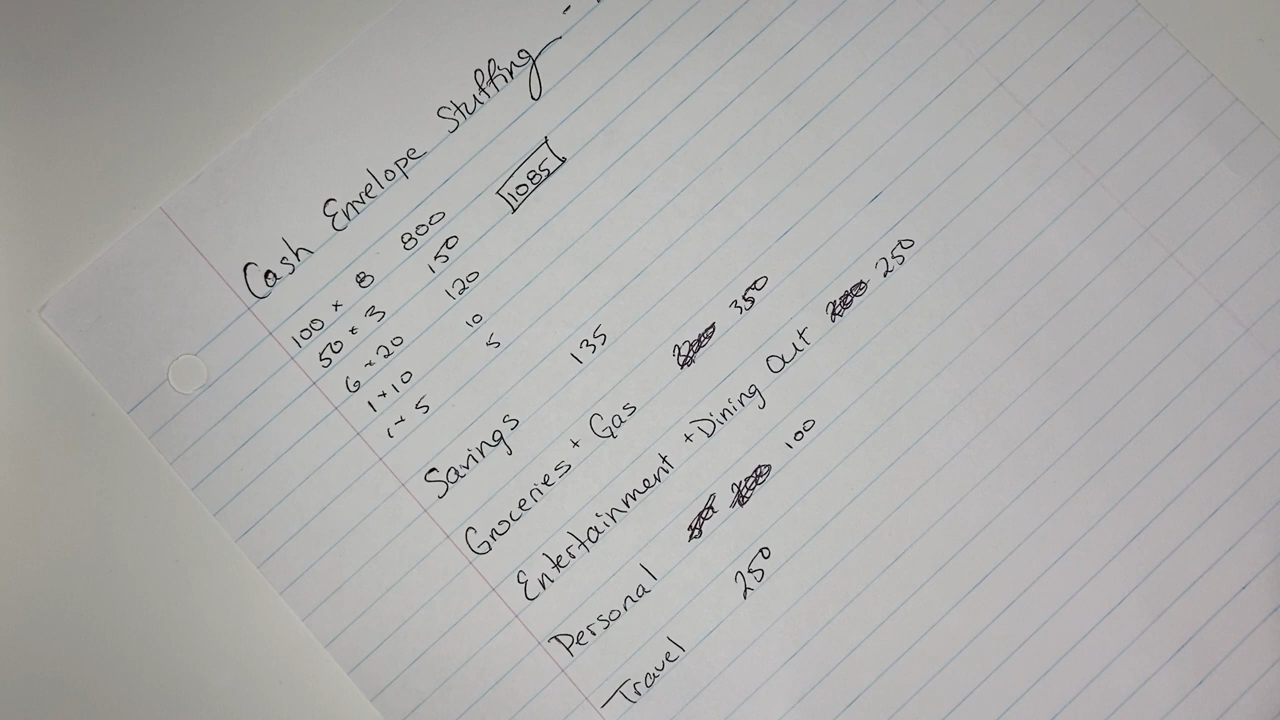 Cash Envelope Stuffing -
100 x 8 800 1085
50 x 3 150
6 x 20 120
1 x 10 10
1 x 5 5
Savings 135
Groceries + Gas 350
Entertainment + Dining Out 250
Personal 100
Travel 250